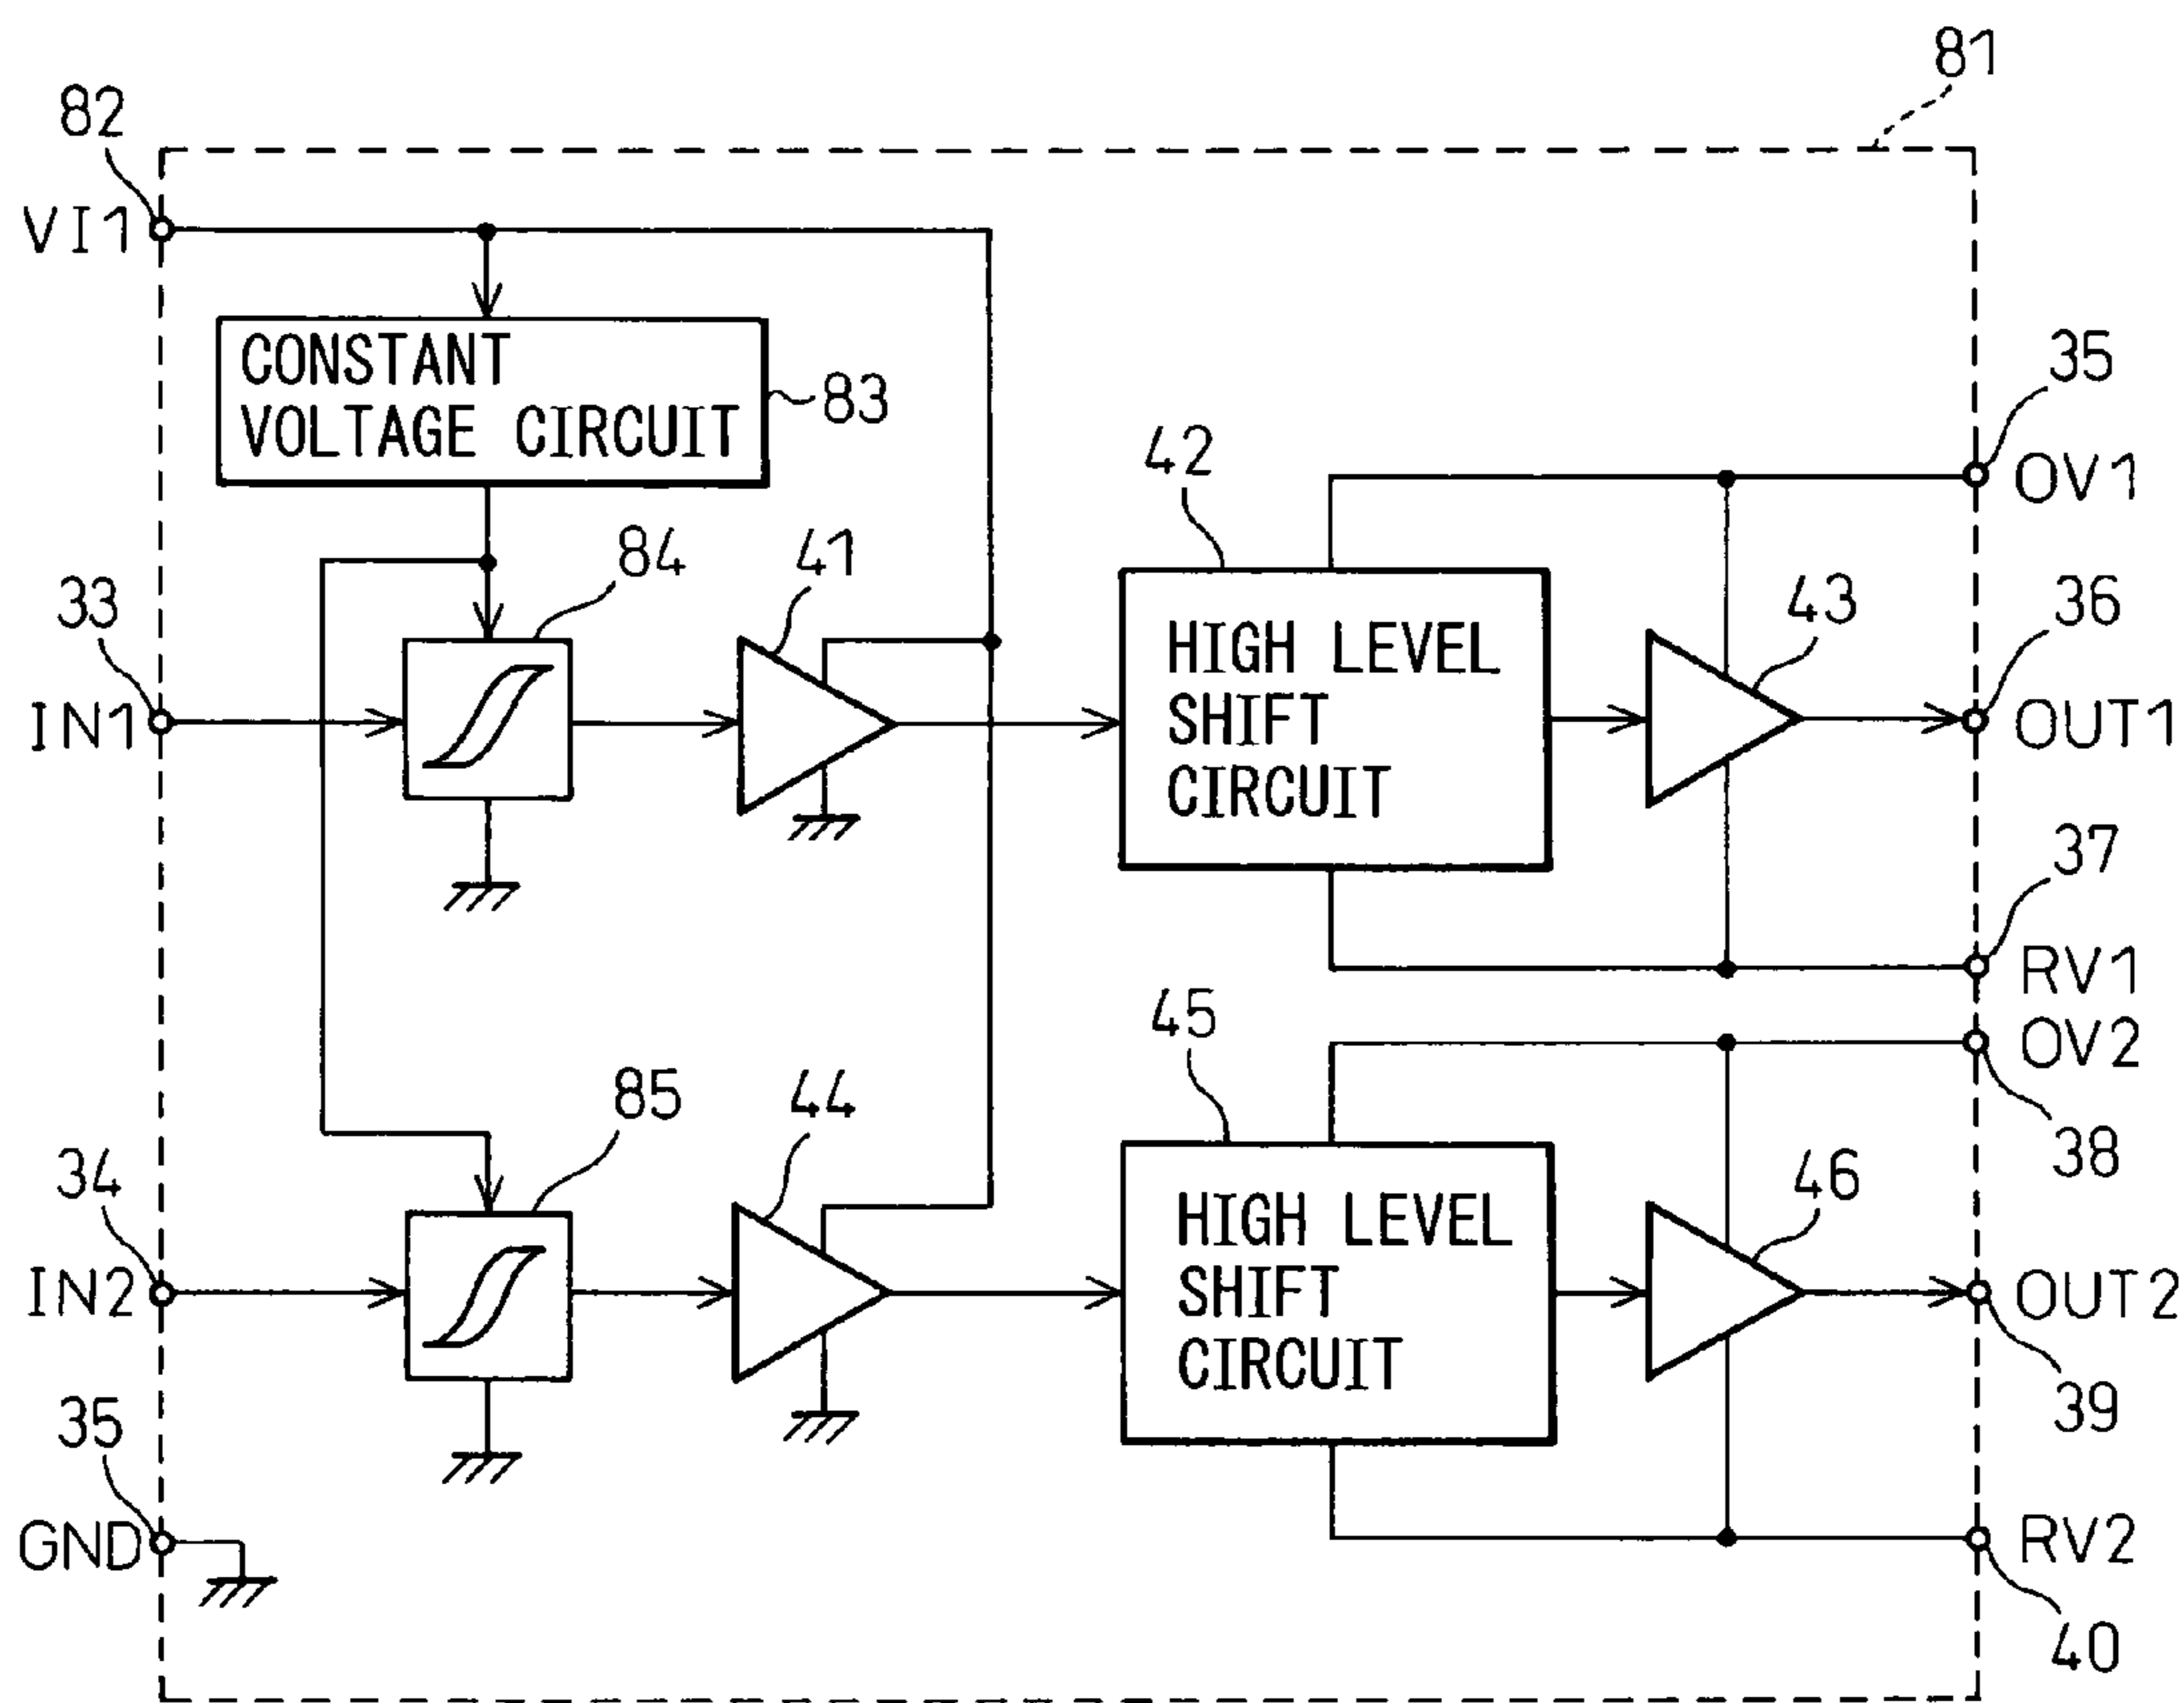 81
82
VI1
CONSTANT
VOLTAGE CIRCUIT
83
35
OV1
42
84
41
33
IN1
HIGH LEVEL
SHIFT
CIRCUIT
43
36
OUT1
37
RV1
45
OV2
38
85
44
34
IN2
HIGH LEVEL
SHIFT
CIRCUIT
46
OUT2
39
35
GND
RV2
40